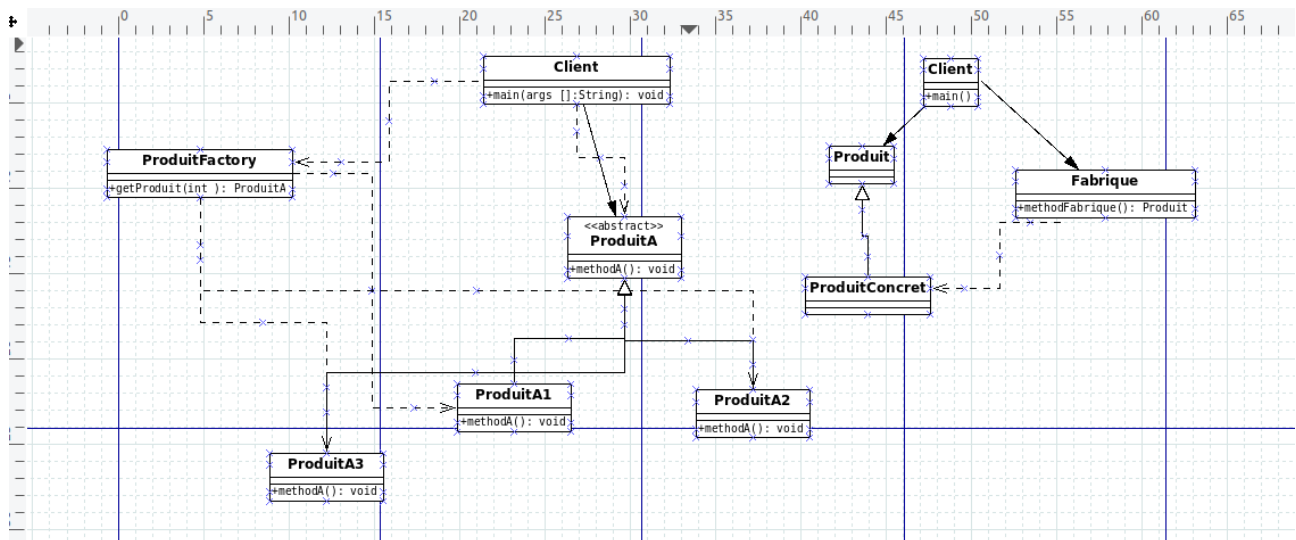 0 5 10 15 20 25 30 35 40 45 50 55 60 65
Client
+main(args []:String): void
Client
+main()
ProduitFactory
+getProduit(int ): ProduitA
Produit
Fabrique
+methodFabrique(): Produit
<<abstract>>
ProduitA
+methodA(): void
ProduitConcret
ProduitA1
+methodA(): void
ProduitA2
+methodA(): void
ProduitA3
+methodA(): void